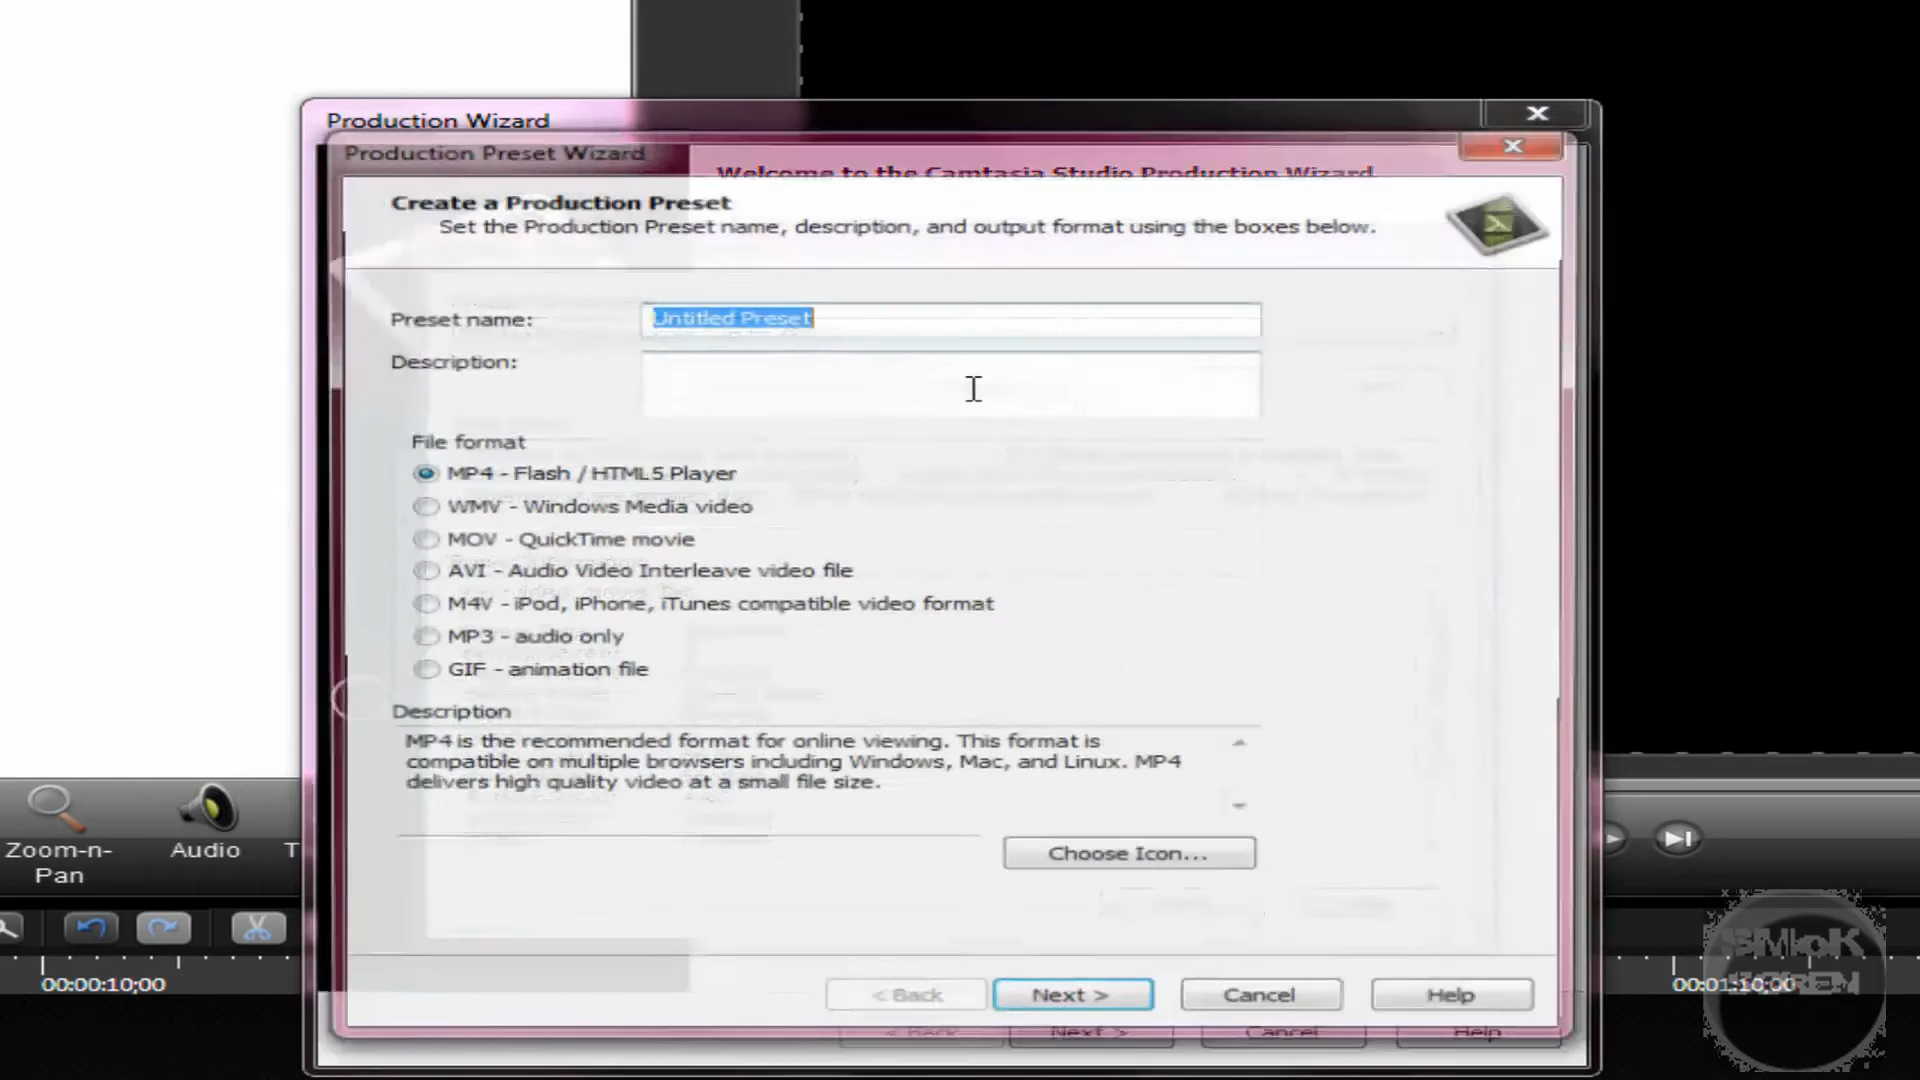 Production Wizard
Production Preset Wizard
Welcome to the Camtasia Studio Production Wizard
Create a Production Preset
Set the Production Preset name, description, and output format using the boxes below.
Preset name:
Untitled Preset
Description:
File format
MP4 - Flash / HTML5 Player
WMV - Windows Media video
MOV - QuickTime movie
AVI - Audio Video Interleave video file
M4V - iPod, iPhone, iTunes compatible video format
MP3 - audio only
GIF - animation file
Description
MP4 is the recommended format for online viewing. This format is
compatible on multiple browsers including Windows, Mac, and Linux. MP4
delivers high quality video at a small file size.
Choose Icon...
< Back
Next >
Cancel
Help
< Back
Next >
Cancel
Help
Zoom-n-
Pan
Audio
T
00:00:10;00
00:01:10;00